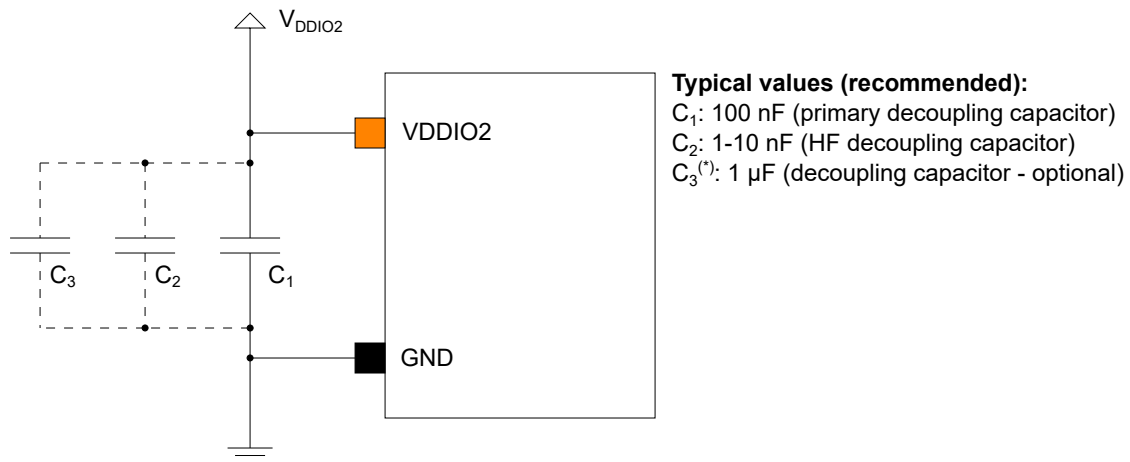 V_DDIO2
VDDIO2
Typical values (recommended):
C₁: 100 nF (primary decoupling capacitor)
C₂: 1-10 nF (HF decoupling capacitor)
C₃⁽*⁾: 1 µF (decoupling capacitor - optional)
C₃ C₂ C₁
GND